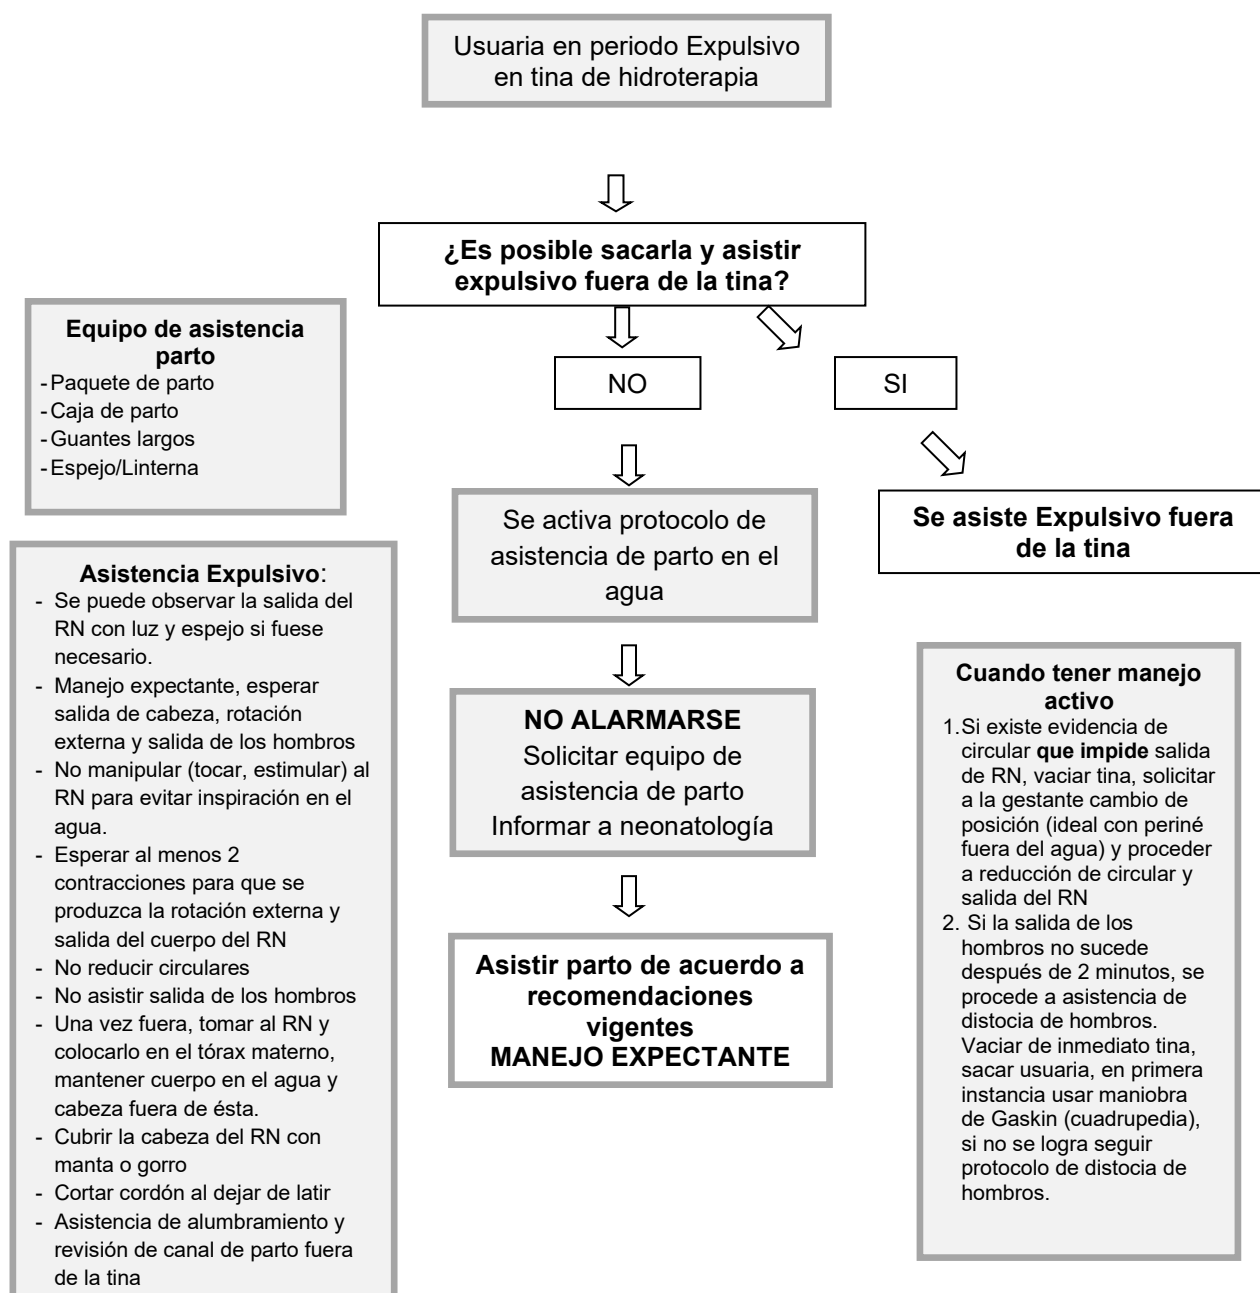 Usuaria en periodo Expulsivo
en tina de hidroterapia
¿Es posible sacarla y asistir
expulsivo fuera de la tina?
NO
SI
Se activa protocolo de
asistencia de parto en el
agua
Se asiste Expulsivo fuera
de la tina
NO ALARMARSE
Solicitar equipo de
asistencia de parto
Informar a neonatología
Asistir parto de acuerdo a
recomendaciones
vigentes
MANEJO EXPECTANTE
Equipo de asistencia
parto
-Paquete de parto
-Caja de parto
-Guantes largos
-Espejo/Linterna
Asistencia Expulsivo:
- Se puede observar la salida del
RN con luz y espejo si fuese
necesario.
- Manejo expectante, esperar
salida de cabeza, rotación
externa y salida de los hombros
- No manipular (tocar, estimular) al
RN para evitar inspiración en el
agua.
- Esperar al menos 2
contracciones para que se
produzca la rotación externa y
salida del cuerpo del RN
- No reducir circulares
- No asistir salida de los hombros
- Una vez fuera, tomar al RN y
colocarlo en el tórax materno,
mantener cuerpo en el agua y
cabeza fuera de ésta.
- Cubrir la cabeza del RN con
manta o gorro
- Cortar cordón al dejar de latir
- Asistencia de alumbramiento y
revisión de canal de parto fuera
de la tina
Cuando tener manejo
activo
1.Si existe evidencia de
circular que impide salida
de RN, vaciar tina, solicitar
a la gestante cambio de
posición (ideal con periné
fuera del agua) y proceder
a reducción de circular y
salida del RN
2. Si la salida de los
hombros no sucede
después de 2 minutos, se
procede a asistencia de
distocia de hombros.
Vaciar de inmediato tina,
sacar usuaria, en primera
instancia usar maniobra
de Gaskin (cuadrupedia),
si no se logra seguir
protocolo de distocia de
hombros.